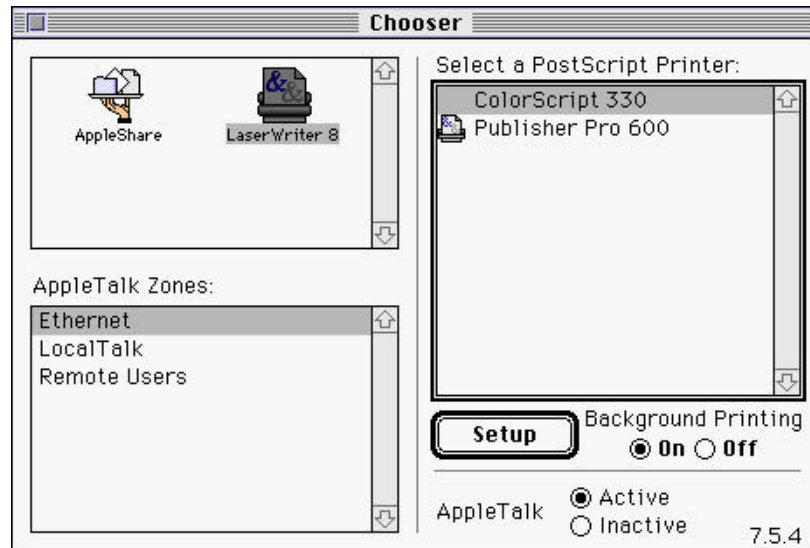 Chooser
AppleShare
LaserWriter 8
Select a PostScript Printer:
ColorScript 330
Publisher Pro 600
AppleTalk Zones:
Ethernet
LocalTalk
Remote Users
Setup
Background Printing
On Off
AppleTalk
Active
Inactive
7.5.4